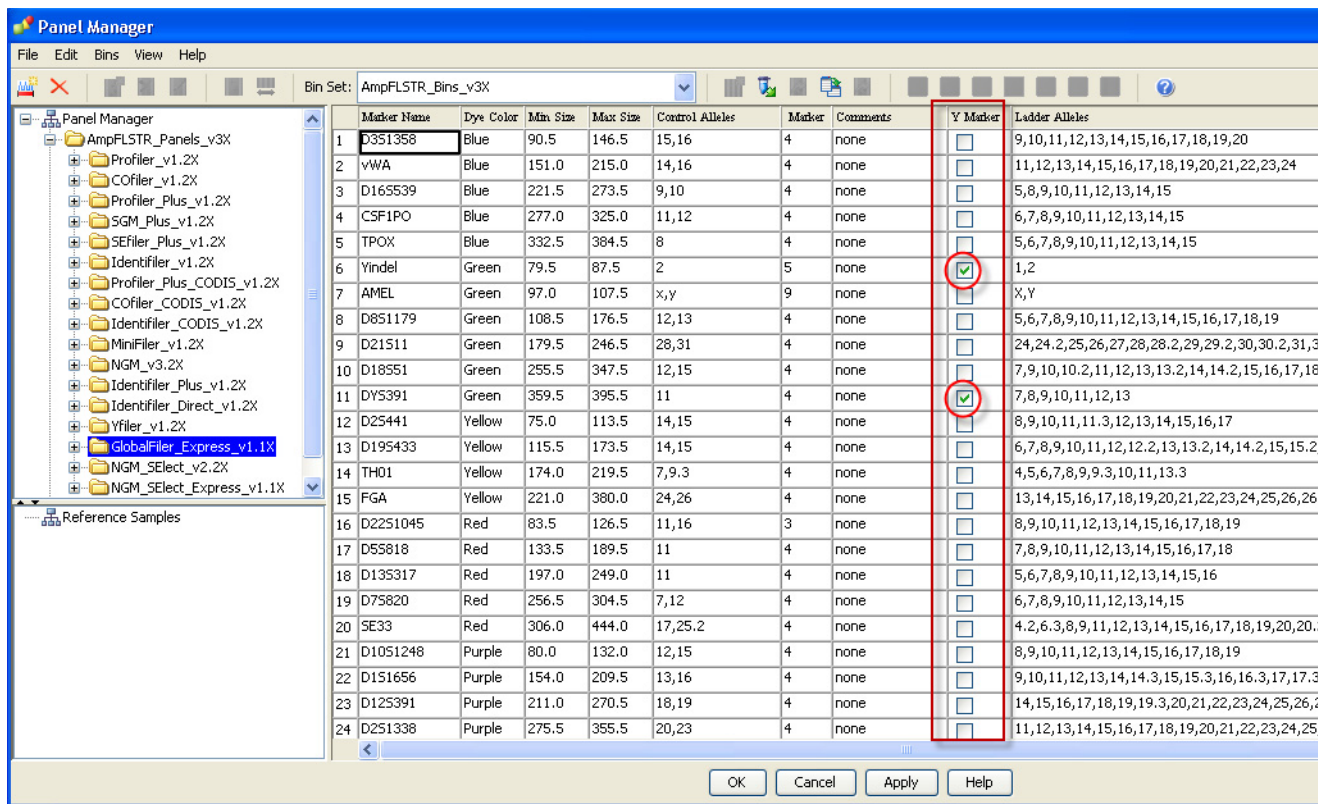 Panel Manager
File Edit Bins View Help
Bin Set: AmpFLSTR_Bins_v3X
Panel Manager
AmpFLSTR_Panels_v3X
Profiler_v1.2X
COfiler_v1.2X
Profiler_Plus_v1.2X
SGM_Plus_v1.2X
SEfiler_Plus_v1.2X
Identifiler_v1.2X
Profiler_Plus_CODIS_v1.2X
COfiler_CODIS_v1.2X
Identifiler_CODIS_v1.2X
MiniFiler_v1.2X
NGM_v3.2X
Identifiler_Plus_v1.2X
Identifiler_Direct_v1.2X
Yfiler_v1.2X
GlobalFiler_Express_v1.1X
NGM_SElect_v2.2X
NGM_SElect_Express_v1.1X
Reference Samples
Marker Name Dye Color Min Size Max Size Control Alleles Marker Comments Y Marker Ladder Alleles
1 D3S1358 Blue 90.5 146.5 15,16 4 none 9,10,11,12,13,14,15,16,17,18,19,20
2 vWA Blue 151.0 215.0 14,16 4 none 11,12,13,14,15,16,17,18,19,20,21,22,23,24
3 D16S539 Blue 221.5 273.5 9,10 4 none 5,8,9,10,11,12,13,14,15
4 CSF1PO Blue 277.0 325.0 11,12 4 none 6,7,8,9,10,11,12,13,14,15
5 TPOX Blue 332.5 384.5 8 4 none 5,6,7,8,9,10,11,12,13,14,15
6 Yindel Green 79.5 87.5 2 5 none 1,2
7 AMEL Green 97.0 107.5 x,y 9 none X,Y
8 D8S1179 Green 108.5 176.5 12,13 4 none 5,6,7,8,9,10,11,12,13,14,15,16,17,18,19
9 D21S11 Green 179.5 246.5 28,31 4 none 24,24.2,25,26,27,28,28.2,29,29.2,30,30.2,31,3
10 D18S51 Green 255.5 347.5 12,15 4 none 7,9,10,10.2,11,12,13,13.2,14,14.2,15,16,17,18
11 DYS391 Green 359.5 395.5 11 4 none 7,8,9,10,11,12,13
12 D2S441 Yellow 75.0 113.5 14,15 4 none 8,9,10,11,11.3,12,13,14,15,16,17
13 D19S433 Yellow 115.5 173.5 14,15 4 none 6,7,8,9,10,11,12,12.2,13,13.2,14,14.2,15,15.2,
14 TH01 Yellow 174.0 219.5 7,9.3 4 none 4,5,6,7,8,9,9.3,10,11,13.3
15 FGA Yellow 221.0 380.0 24,26 4 none 13,14,15,16,17,18,19,20,21,22,23,24,25,26,26
16 D22S1045 Red 83.5 126.5 11,16 3 none 8,9,10,11,12,13,14,15,16,17,18,19
17 D5S818 Red 133.5 189.5 11 4 none 7,8,9,10,11,12,13,14,15,16,17,18
18 D13S317 Red 197.0 249.0 11 4 none 5,6,7,8,9,10,11,12,13,14,15,16
19 D7S820 Red 256.5 304.5 7,12 4 none 6,7,8,9,10,11,12,13,14,15
20 SE33 Red 306.0 444.0 17,25.2 4 none 4.2,6.3,8,9,11,12,13,14,15,16,17,18,19,20,20.
21 D10S1248 Purple 80.0 132.0 12,15 4 none 8,9,10,11,12,13,14,15,16,17,18,19
22 D1S1656 Purple 154.0 209.5 13,16 4 none 9,10,11,12,13,14,14.3,15,15.3,16,16.3,17,17.3
23 D12S391 Purple 211.0 270.5 18,19 4 none 14,15,16,17,18,19,19.3,20,21,22,23,24,25,26,2
24 D2S1338 Purple 275.5 355.5 20,23 4 none 11,12,13,14,15,16,17,18,19,20,21,22,23,24,25
OK Cancel Apply Help